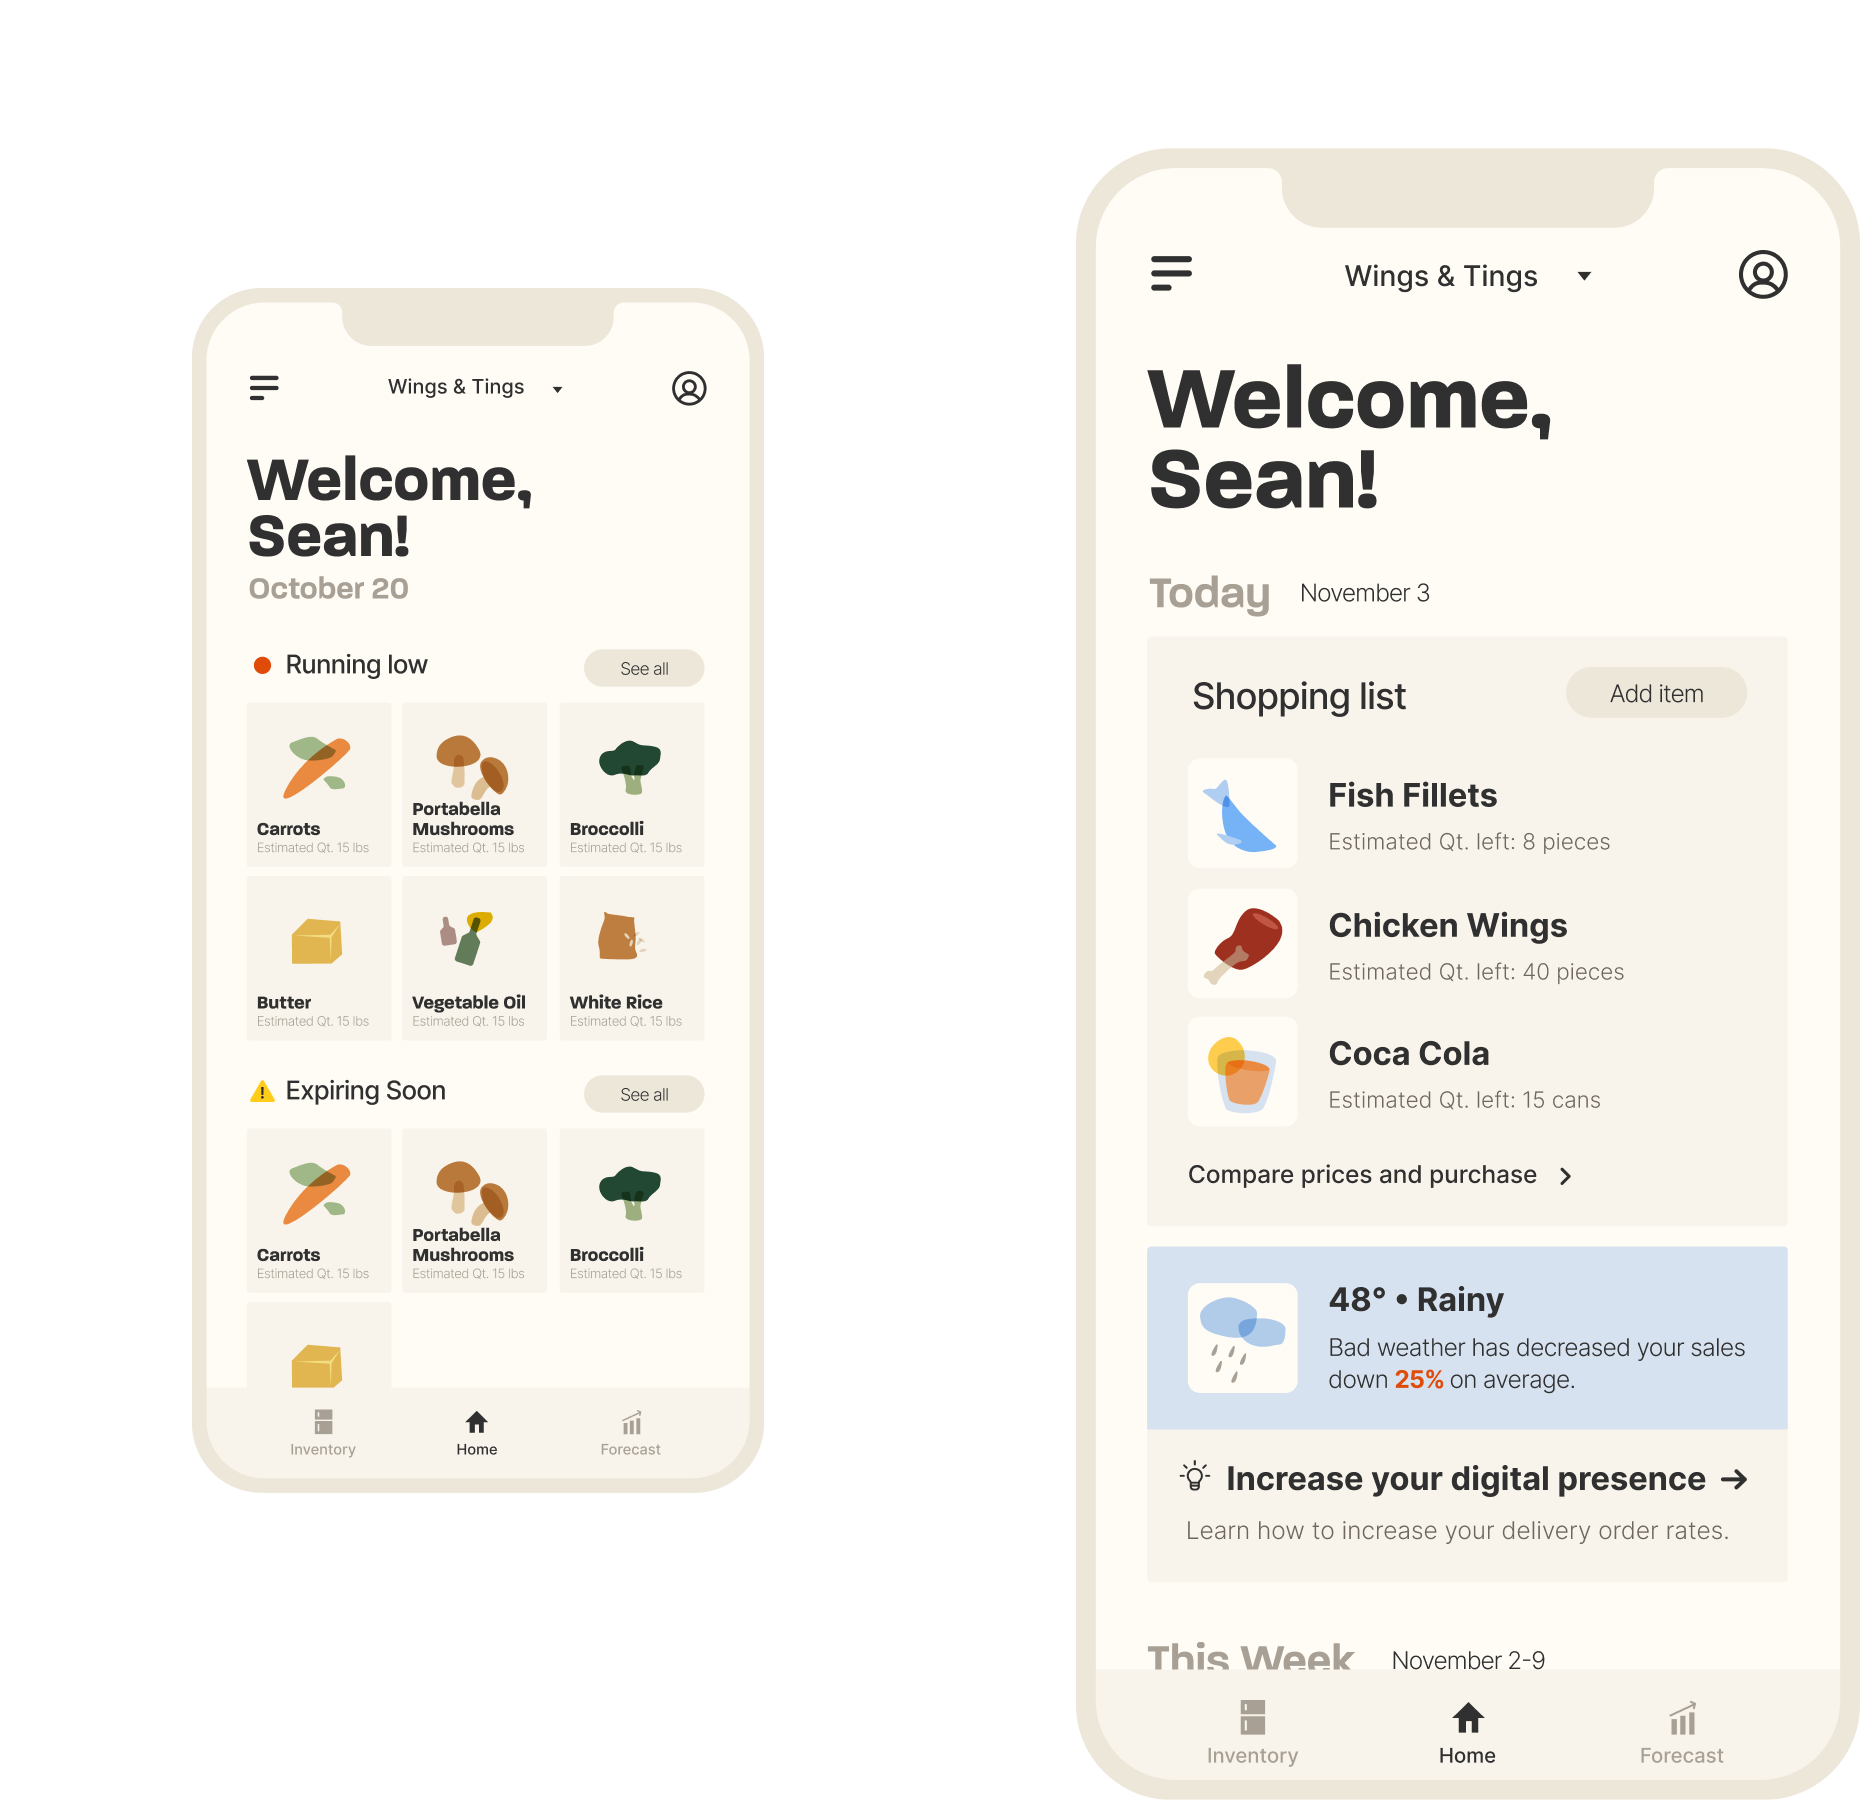 Wings & Tings
Welcome,
Sean!
October 20
Running low
See all
Carrots
Estimated Qt. 15 lbs
Portabella
Mushrooms
Estimated Qt. 15 lbs
Broccolli
Estimated Qt. 15 lbs
Butter
Estimated Qt. 15 lbs
Vegetable Oil
Estimated Qt. 15 lbs
White Rice
Estimated Qt. 15 lbs
Expiring Soon
See all
Carrots
Estimated Qt. 15 lbs
Portabella
Mushrooms
Estimated Qt. 15 lbs
Broccolli
Estimated Qt. 15 lbs
Inventory
Home
Forecast
Wings & Tings
Welcome,
Sean!
Today November 3
Shopping list
Add item
Fish Fillets
Estimated Qt. left: 8 pieces
Chicken Wings
Estimated Qt. left: 40 pieces
Coca Cola
Estimated Qt. left: 15 cans
Compare prices and purchase
48° • Rainy
Bad weather has decreased your sales
down 25% on average.
Increase your digital presence
Learn how to increase your delivery order rates.
This Week November 2-9
Inventory
Home
Forecast